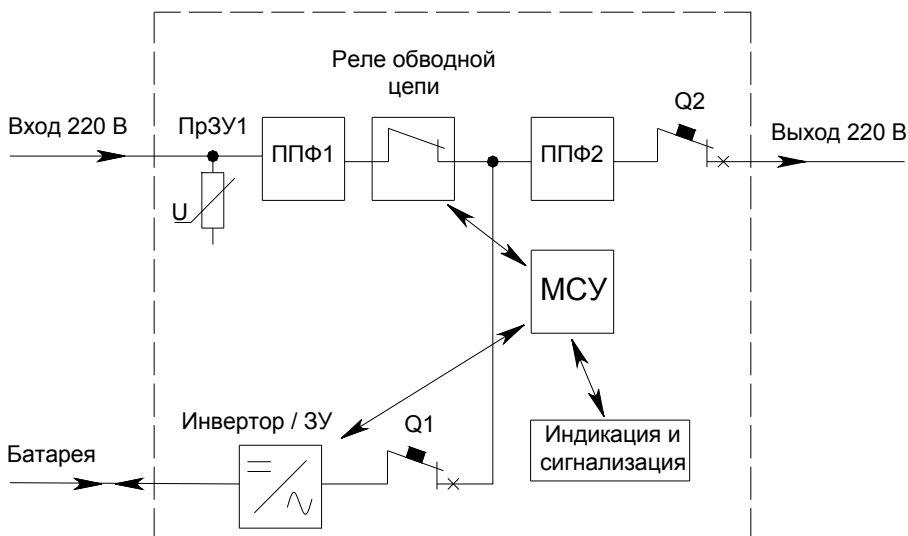 Реле обводной
цепи
Вход 220 В
ПрЗУ1
ППФ1
ППФ2
Q2
Выход 220 В
U
МСУ
Инвертор / ЗУ
Q1
Батарея
Индикация и
сигнализация